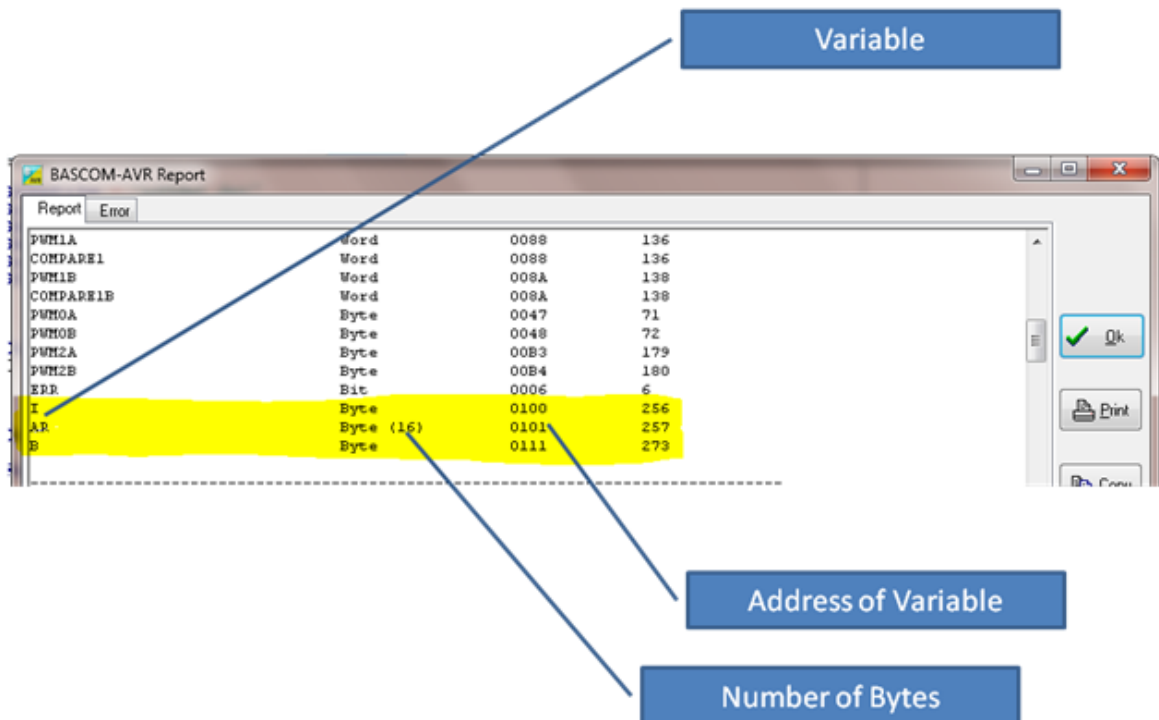 Variable
BASCOM-AVR Report
Report Error
PWM1A Word 0088 136
COMPARE1 Word 0088 136
PWM1B Word 008A 138
COMPARE1B Word 008A 138
PWM0A Byte 0047 71
PWM0B Byte 0048 72
PWM2A Byte 00B3 179
PWM2B Byte 00B4 180
ERR Bit 0006 6
I Byte 0100 256
AR Byte (16) 0101 257
B Byte 0111 273
Ok
Print
Copy
Address of Variable
Number of Bytes